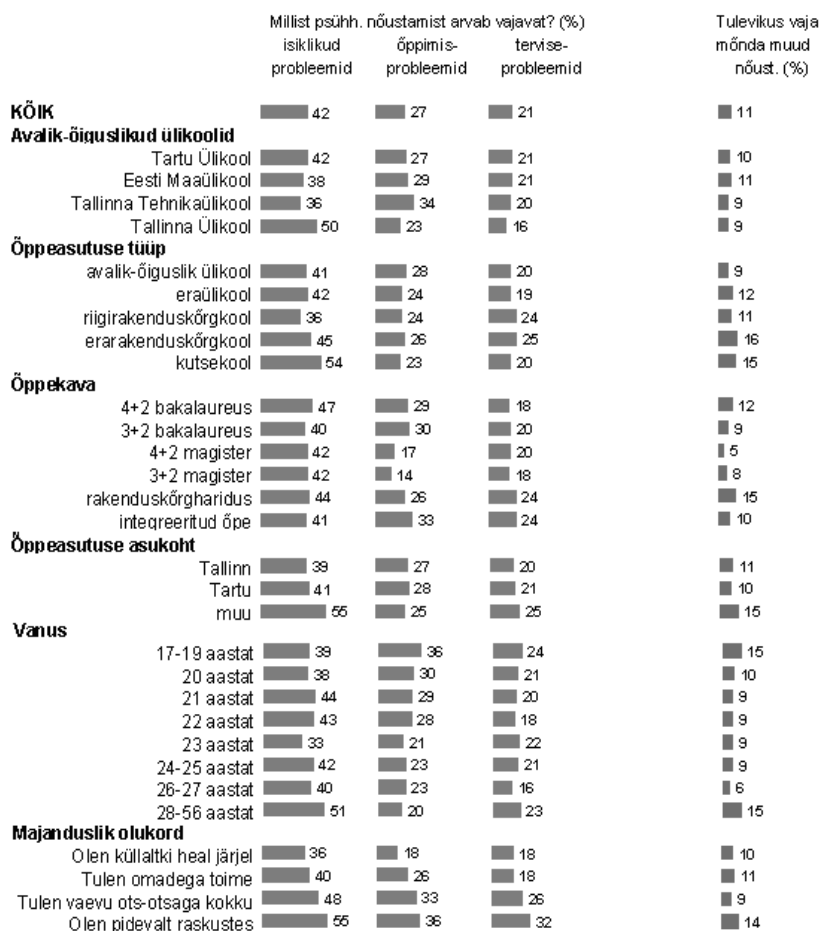 Millist psühh. nõustamist arvab vajavat? (%) Tulevikus vaja
isiklikud õppimis- tervise- mõnda muud
probleemid probleemid probleemid nõust. (%)
KÕIK 42 27 21 11
Avalik-õiguslikud ülikoolid
Tartu Ülikool 42 27 21 10
Eesti Maaülikool 38 29 21 11
Tallinna Tehnikaülikool 36 34 20 9
Tallinna Ülikool 50 23 16 9
Õppeasutuse tüüp
avalik-õiguslik ülikool 41 28 20 9
eraülikool 42 24 19 12
riigirakenduskõrgkool 36 24 24 11
erarakenduskõrgkool 45 26 25 16
kutsekool 54 23 20 15
Õppekava
4+2 bakalaureus 47 29 18 12
3+2 bakalaureus 40 30 20 9
4+2 magister 42 17 20 5
3+2 magister 42 14 18 8
rakenduskõrgharidus 44 26 24 15
integreeritud õpe 41 33 24 10
Õppeasutuse asukoht
Tallinn 39 27 20 11
Tartu 41 28 21 10
muu 55 25 25 15
Vanus
17-19 aastat 39 36 24 15
20 aastat 38 30 21 10
21 aastat 44 29 20 9
22 aastat 43 28 18 9
23 aastat 33 21 22 9
24-25 aastat 42 23 21 9
26-27 aastat 40 23 16 6
28-56 aastat 51 20 23 15
Majanduslik olukord
Olen küllaltki heal järjel 36 18 18 10
Tulen omadega toime 40 26 18 11
Tulen vaevu ots-otsaga kokku 48 33 26 9
Olen pidevalt raskustes 55 36 32 14